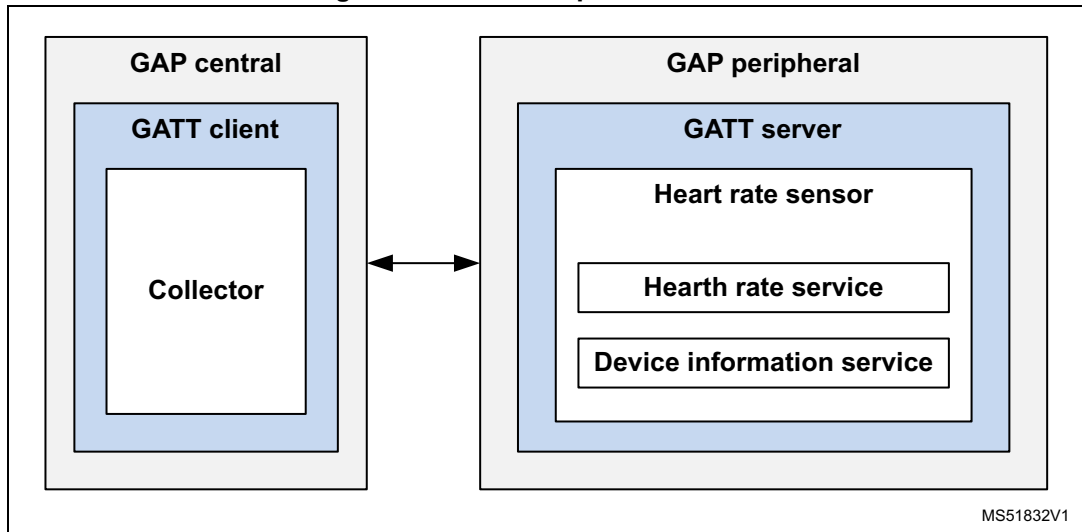 GAP central
GATT client
Collector
GAP peripheral
GATT server
Heart rate sensor
Hearth rate service
Device information service
MS51832V1